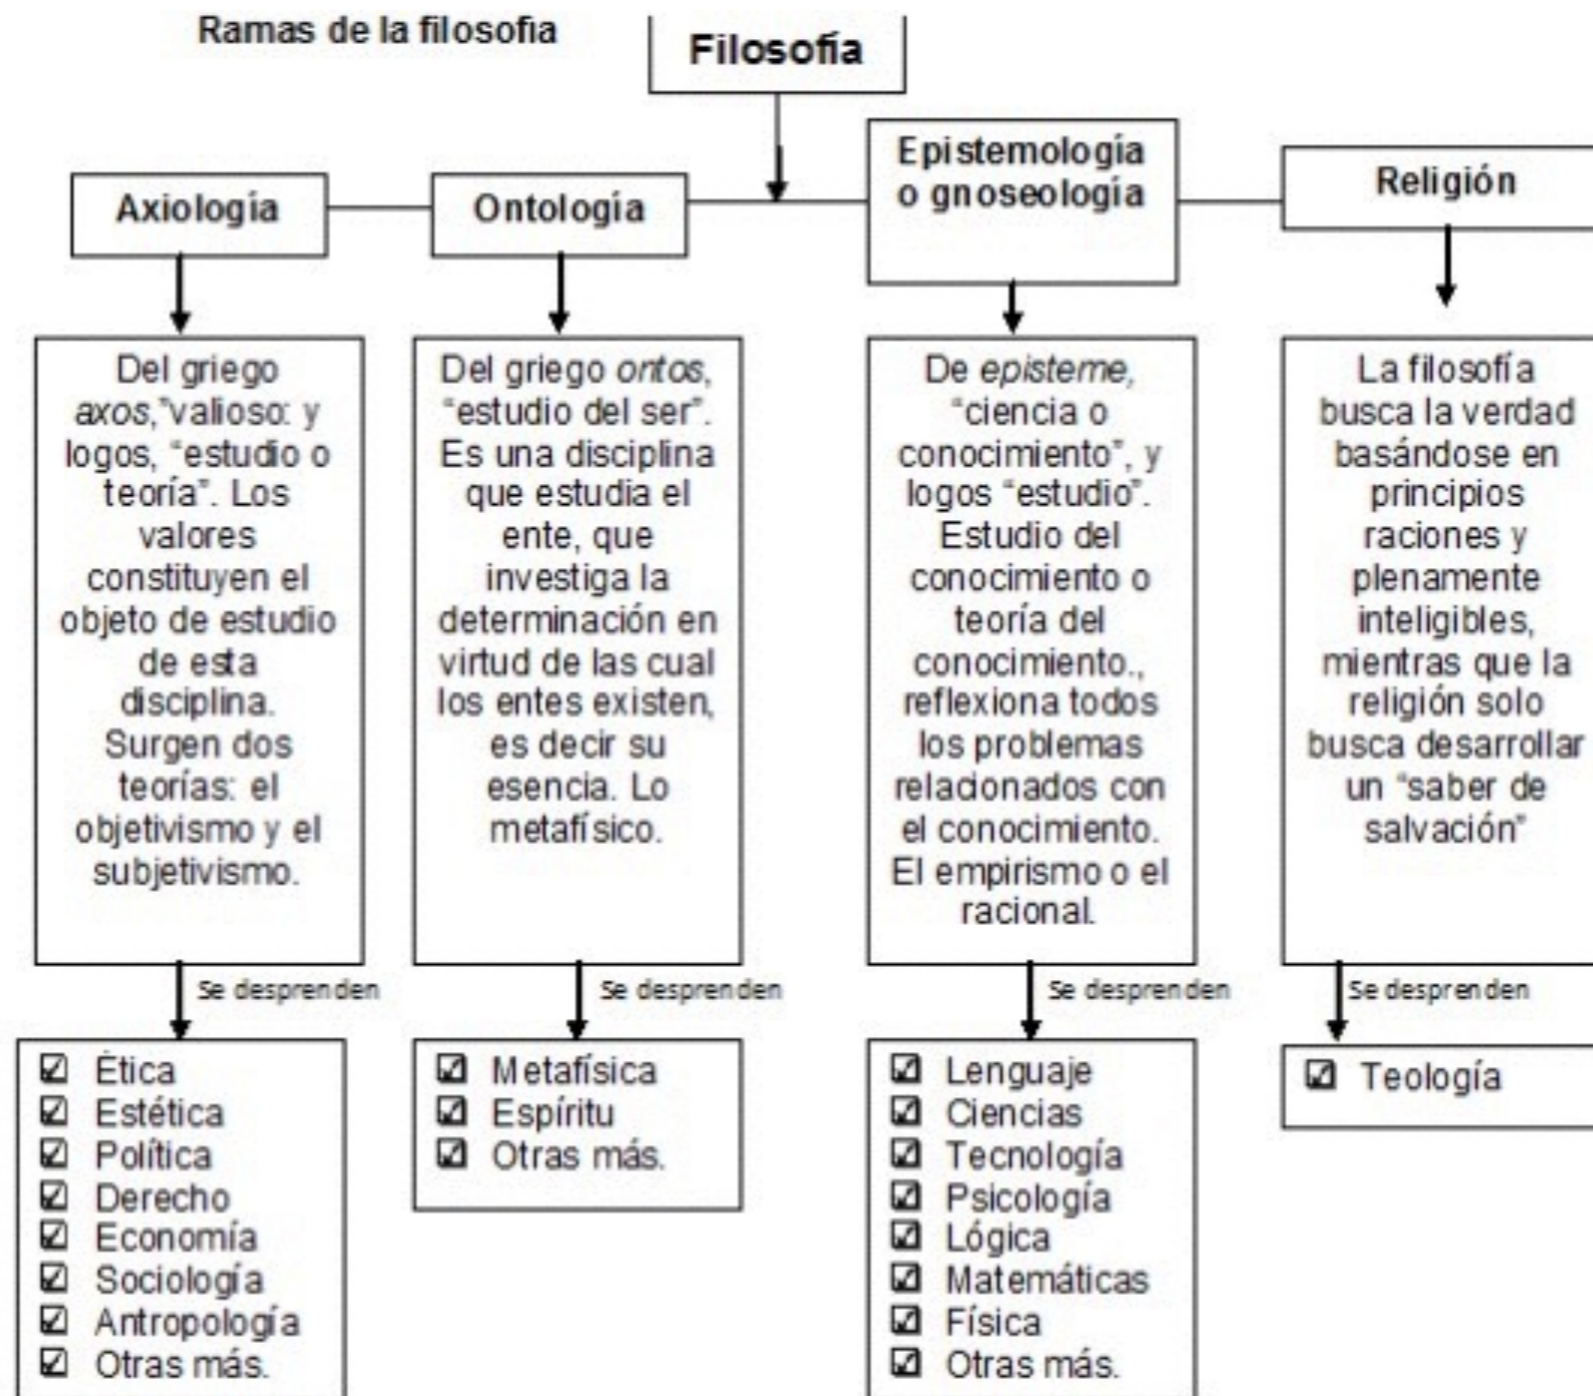 Ramas de la filosofia
Filosofía
Axiología
Ontología
Epistemología
o gnoseología
Religión
Del griego
axos,"valioso: y
logos, "estudio o
teoría". Los
valores
constituyen el
objeto de estudio
de esta
disciplina.
Surgen dos
teorías: el
objetivismo y el
subjetivismo.
Del griego ontos,
"estudio del ser".
Es una disciplina
que estudia el
ente, que
investiga la
determinación en
virtud de las cual
los entes existen,
es decir su
esencia. Lo
metafísico.
De episteme,
"ciencia o
conocimiento", y
logos "estudio".
Estudio del
conocimiento o
teoría del
conocimiento.,
reflexiona todos
los problemas
relacionados con
el conocimiento.
El empirismo o el
racional.
La filosofía
busca la verdad
basándose en
principios
raciones y
plenamente
inteligibles,
mientras que la
religión solo
busca desarrollar
un "saber de
salvación"
Se desprenden
Se desprenden
Se desprenden
Se desprenden
Ética
Estética
Política
Derecho
Economía
Sociología
Antropología
Otras más.
Metafísica
Espíritu
Otras más.
Lenguaje
Ciencias
Tecnología
Psicología
Lógica
Matemáticas
Física
Otras más.
Teología